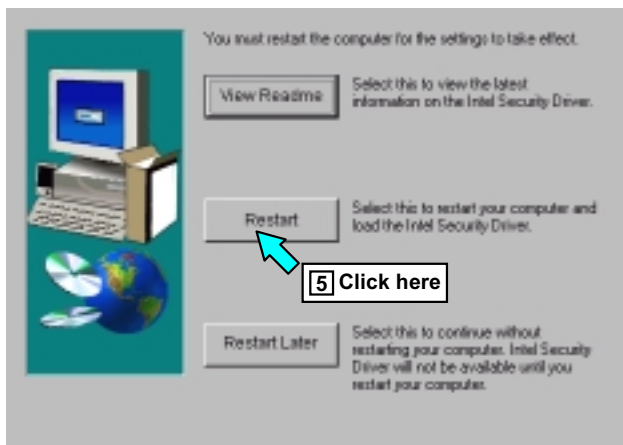 You must restart the computer for the settings to take effect.
View Readme
Select this to view the latest
information on the Intel Security Driver.
Restart
Select this to restart your computer and
load the Intel Security Driver.
5 Click here
Restart Later
Select this to continue without
restarting your computer. Intel Security
Driver will not be available until you
restart your computer.